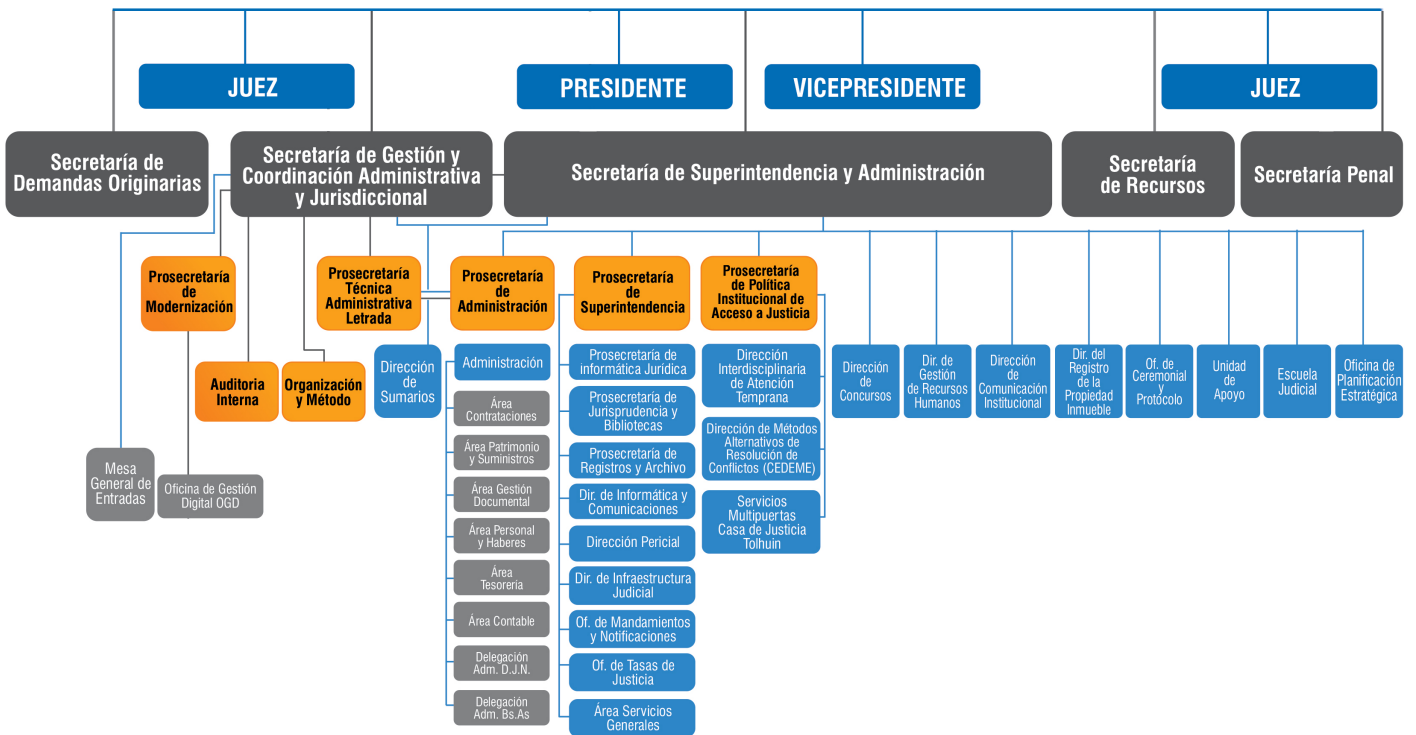 JUEZ
PRESIDENTE
VICEPRESIDENTE
JUEZ
Secretaría de
Demandas Originarias
Secretaría de Gestión y
Coordinación Administrativa
y Jurisdiccional
Secretaría de Superintendencia y Administración
Secretaría
de Recursos
Secretaría Penal
Prosecretaría
de
Modernización
Prosecretaría
Técnica
Administrativa
Letrada
Prosecretaría
de
Administración
Prosecretaría
de
Superintendencia
Prosecretaría
de Política
Institucional de
Acceso a Justicia
Auditoria
Interna
Organización
y Método
Dirección
de
Sumarios
Mesa
General de
Entradas
Oficina de Gestión
Digital OGD
Administración
Área
Contrataciones
Área Patrimonio
y Suministros
Área Gestión
Documental
Área Personal
y Haberes
Área
Tesorería
Área Contable
Delegación
Adm. D.J.N.
Delegación
Adm. Bs.As
Prosecretaría de
informática Jurídica
Prosecretaría de
Jurisprudencia y
Bibliotecas
Prosecretaría de
Registros y Archivo
Dir. de Informática y
Comunicaciones
Dirección Pericial
Dir. de Infraestructura
Judicial
Of. de Mandamientos
y Notificaciones
Of. de Tasas de
Justicia
Área Servicios
Generales
Dirección
Interdisciplinaria
de Atención
Temprana
Dirección de Métodos
Alternativos de
Resolución de
Conflictos (CEDEME)
Servicios
Multipuertas
Casa de Justicia
Tolhuin
Dirección
de
Concursos
Dir. de
Gestión
de Recursos
Humanos
Dirección
de
Comunicación
Institucional
Dir. del
Registro
de la
Propiedad
Inmueble
Of. de
Ceremonial
y
Protocolo
Unidad
de
Apoyo
Escuela
Judicial
Oficina de
Planificación
Estratégica